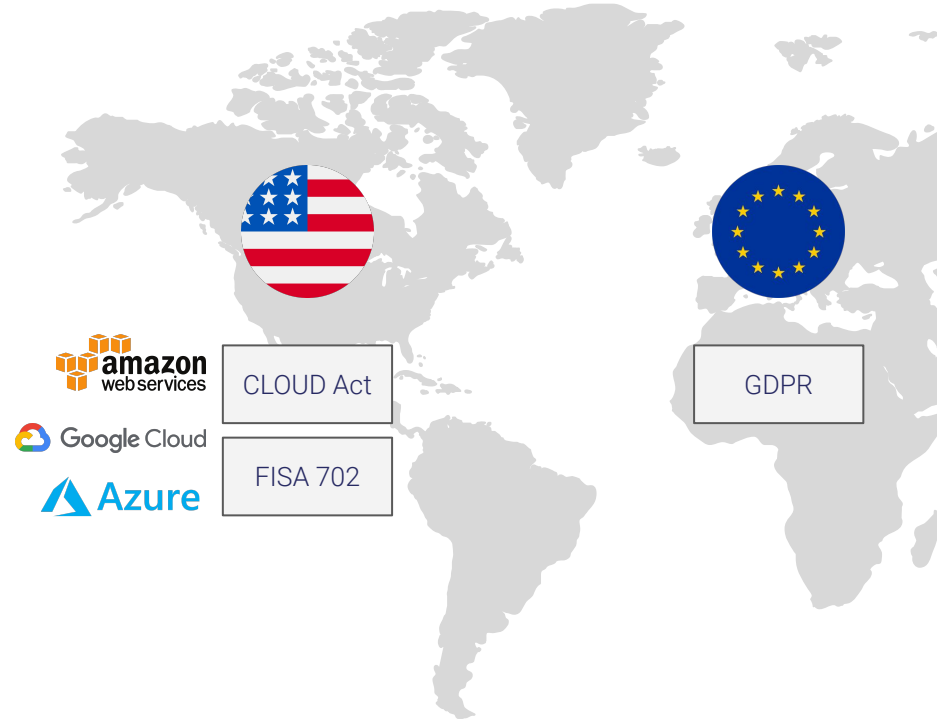 amazon
web services
CLOUD Act
GDPR
Google Cloud
FISA 702
Azure